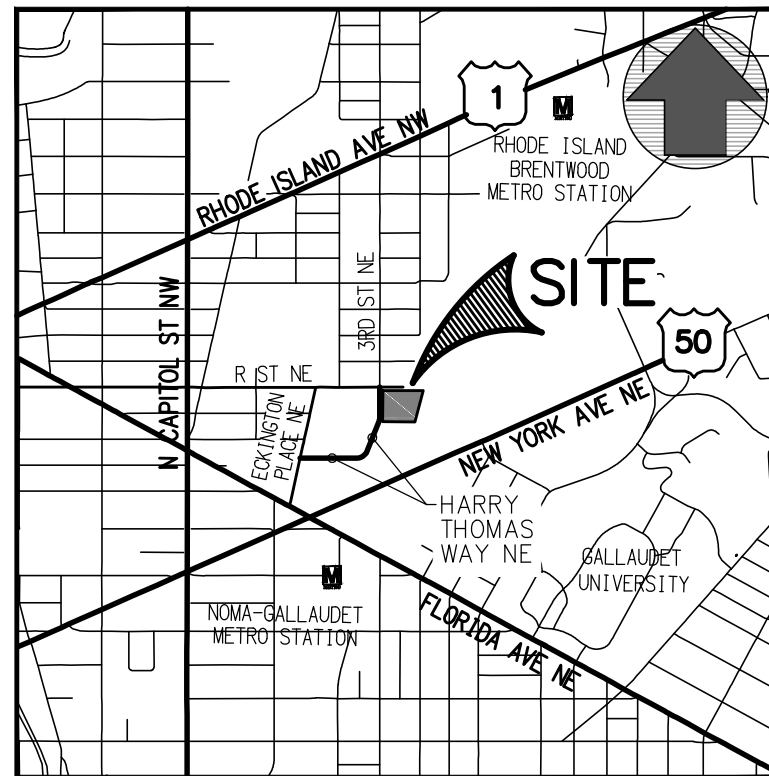 1
M
RHODE ISLAND
BRENTWOOD
METRO STATION
RHODE ISLAND AVE NW
3RD ST NE
SITE
N CAPITOL ST NW
50
R ST NE
ECKINGTON
PLACE NE
NEW YORK AVE NE
HARRY
THOMAS
WAY NE
GALLAUDET
UNIVERSITY
M
NOMA-GALLAUDET
METRO STATION
FLORIDA AVE NE